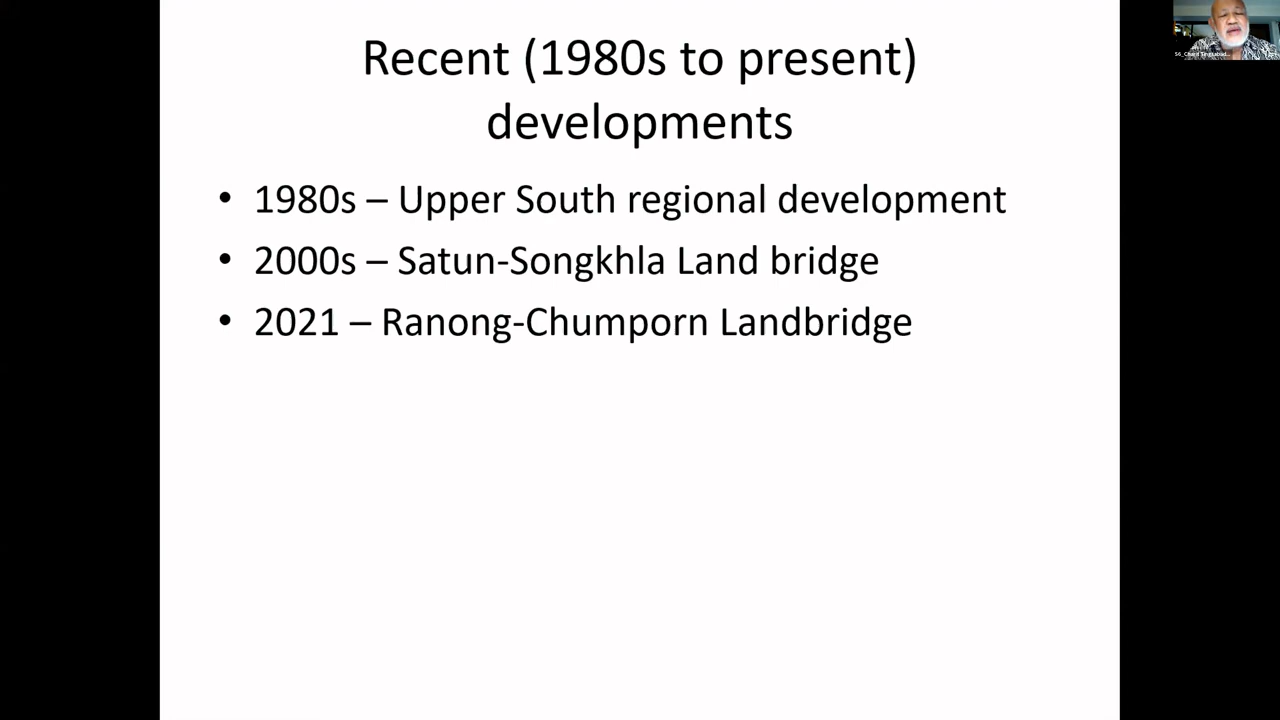 Recent (1980s to present)
developments
• 1980s – Upper South regional development
• 2000s – Satun-Songkhla Land bridge
• 2021 – Ranong-Chumporn Landbridge